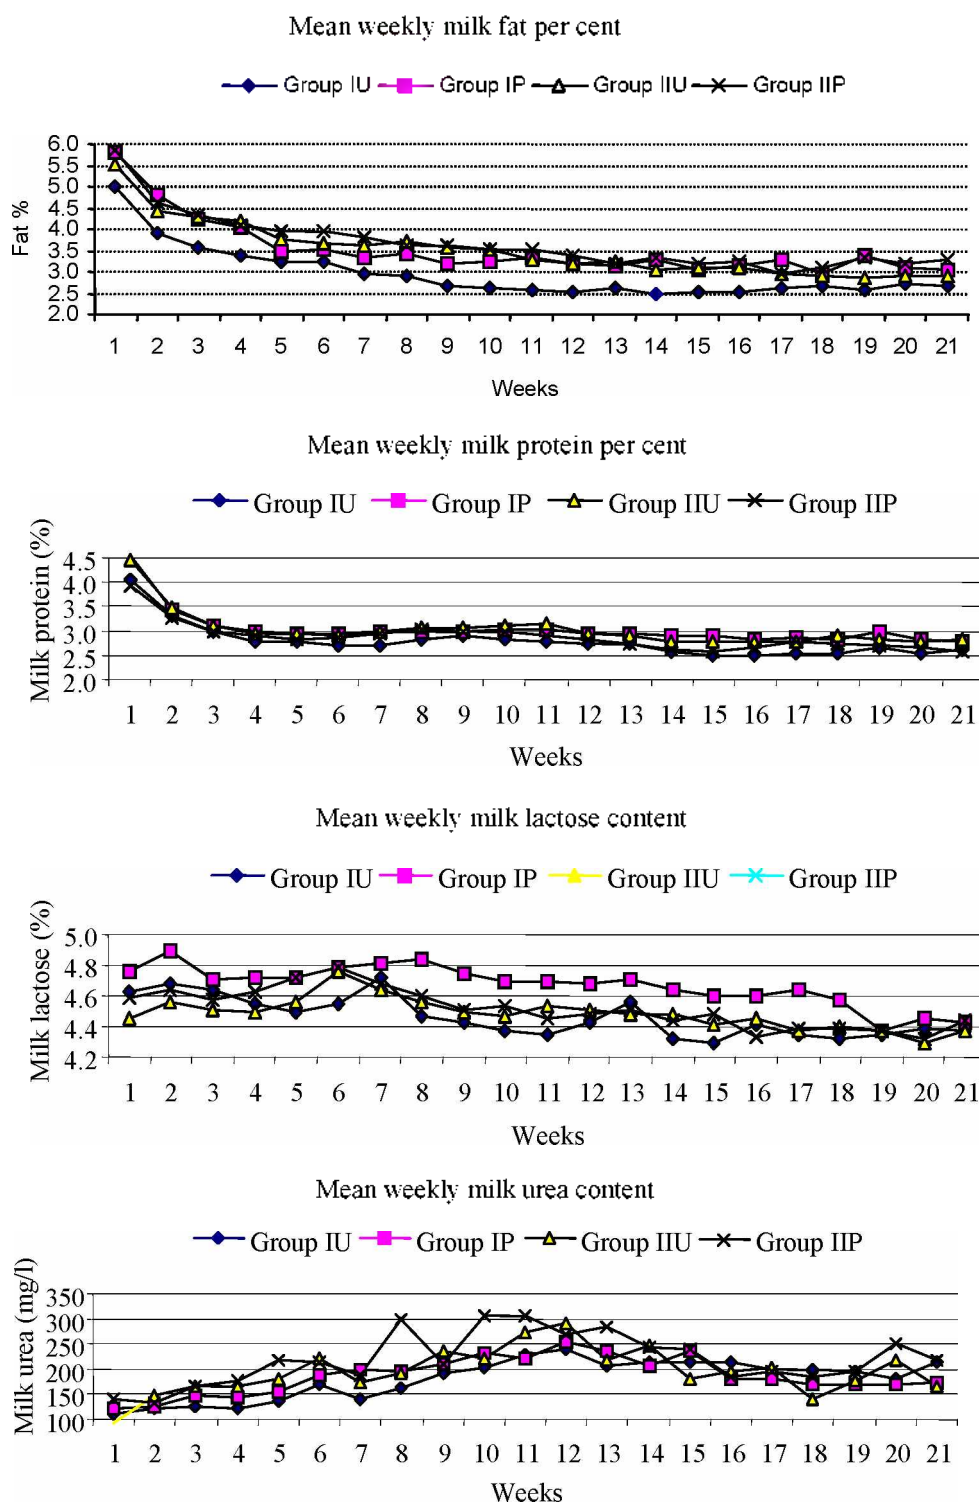 Mean weekly milk fat per cent
Group IU Group IP Group IIU Group IIP
Fat %
6.0
5.5
5.0
4.5
4.0
3.5
3.0
2.5
2.0
1 2 3 4 5 6 7 8 9 10 11 12 13 14 15 16 17 18 19 20 21
Weeks
Mean weekly milk protein per cent
Group IU Group IP Group IIU Group IIP
Milk protein (%)
4.5
4.0
3.5
3.0
2.5
2.0
1 2 3 4 5 6 7 8 9 10 11 12 13 14 15 16 17 18 19 20 21
Weeks
Mean weekly milk lactose content
Group IU Group IP Group IIU Group IIP
Milk lactose (%)
5.0
4.8
4.6
4.4
4.2
1 2 3 4 5 6 7 8 9 10 11 12 13 14 15 16 17 18 19 20 21
Weeks
Mean weekly milk urea content
Group IU Group IP Group IIU Group IIP
Milk urea (mg/l)
350
300
250
200
150
100
1 2 3 4 5 6 7 8 9 10 11 12 13 14 15 16 17 18 19 20 21
Weeks